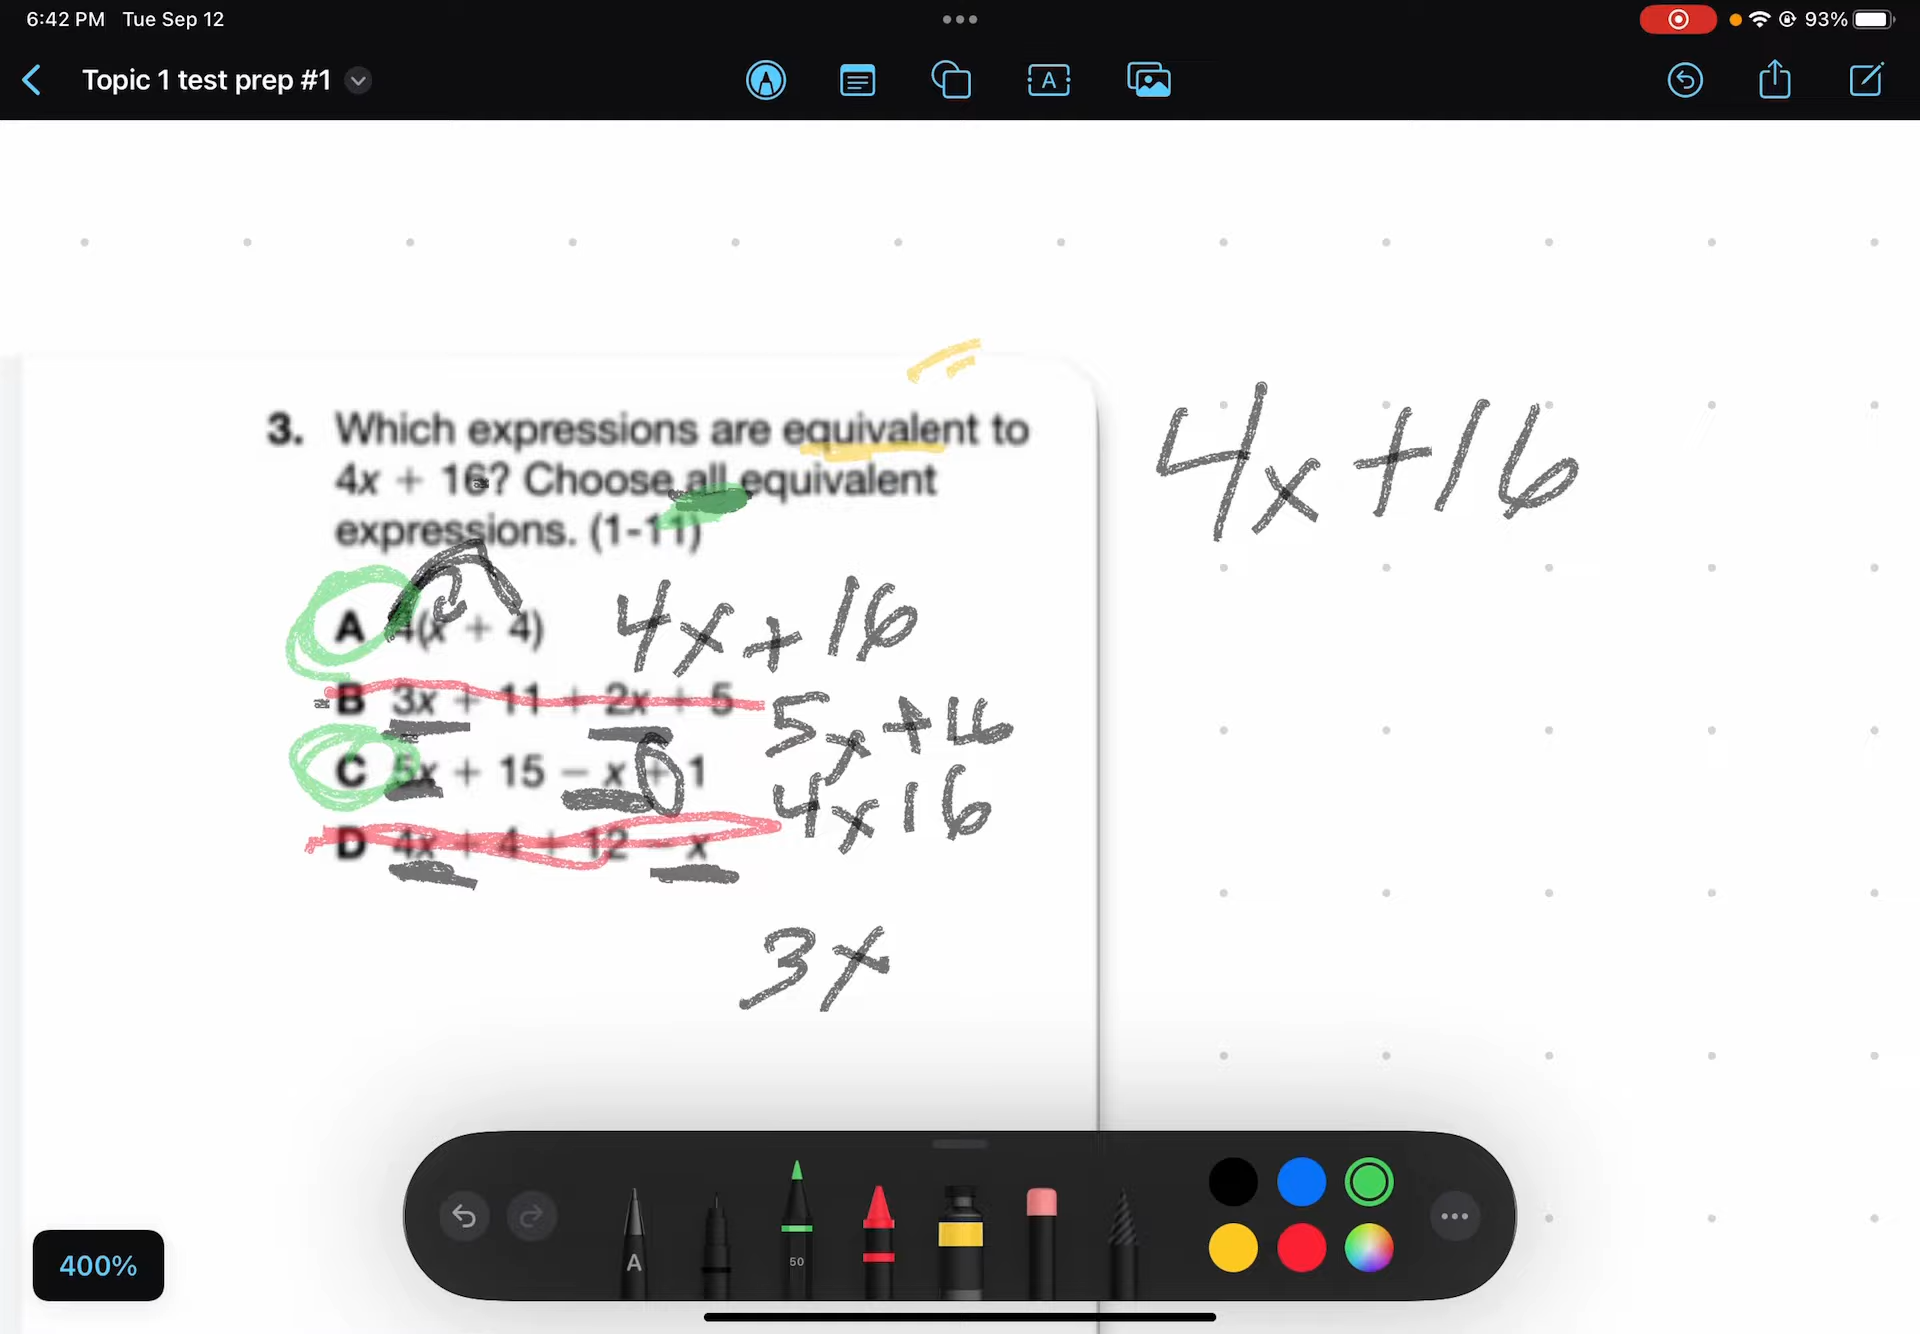 6:42 PM Tue Sep 12
93%
Topic 1 test prep #1
A
3. Which expressions are equivalent to
4x + 16? Choose all equivalent
expressions. (1-11)
4x+16
A 4(x + 4) 4x+16
B 3x + 11 + 2x + 5 5x+16
C 5x + 15 − x + 1 4x16
D 4x + 4 + 12 − x
3x
A
50
400%